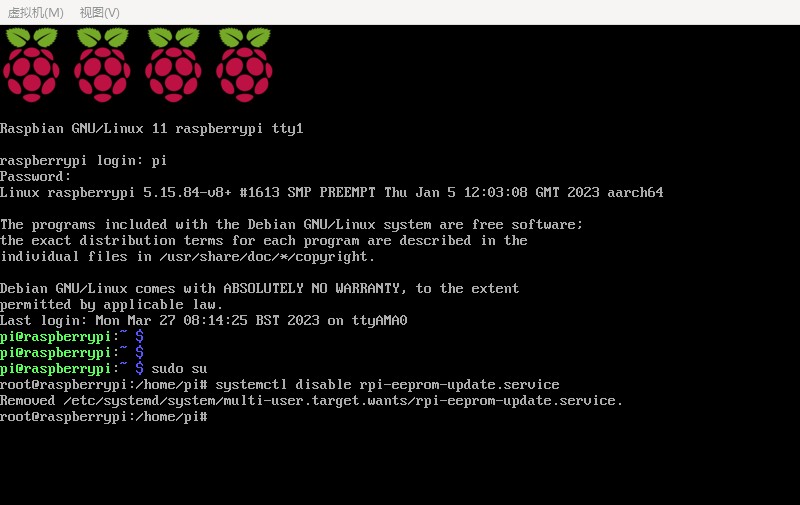 虚拟机(M) 视图(V)
Raspbian GNU/Linux 11 raspberrypi tty1
raspberrypi login: pi
Password:
Linux raspberrypi 5.15.84-v8+ #1613 SMP PREEMPT Thu Jan 5 12:03:08 GMT 2023 aarch64
The programs included with the Debian GNU/Linux system are free software;
the exact distribution terms for each program are described in the
individual files in /usr/share/doc/*/copyright.
Debian GNU/Linux comes with ABSOLUTELY NO WARRANTY, to the extent
permitted by applicable law.
Last login: Mon Mar 27 08:14:25 BST 2023 on ttyAMA0
pi@raspberrypi:~ $
pi@raspberrypi:~ $
pi@raspberrypi:~ $ sudo su
root@raspberrypi:/home/pi# systemctl disable rpi-eeprom-update.service
Removed /etc/systemd/system/multi-user.target.wants/rpi-eeprom-update.service.
root@raspberrypi:/home/pi#